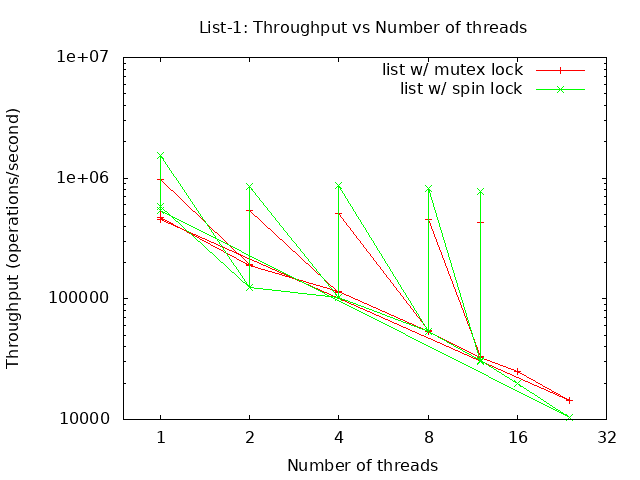 List-1: Throughput vs Number of threads
1e+07
list w/ mutex lock
list w/ spin lock
1e+06
100000
10000
Throughput (operations/second)
1 2 4 8 16 32
Number of threads